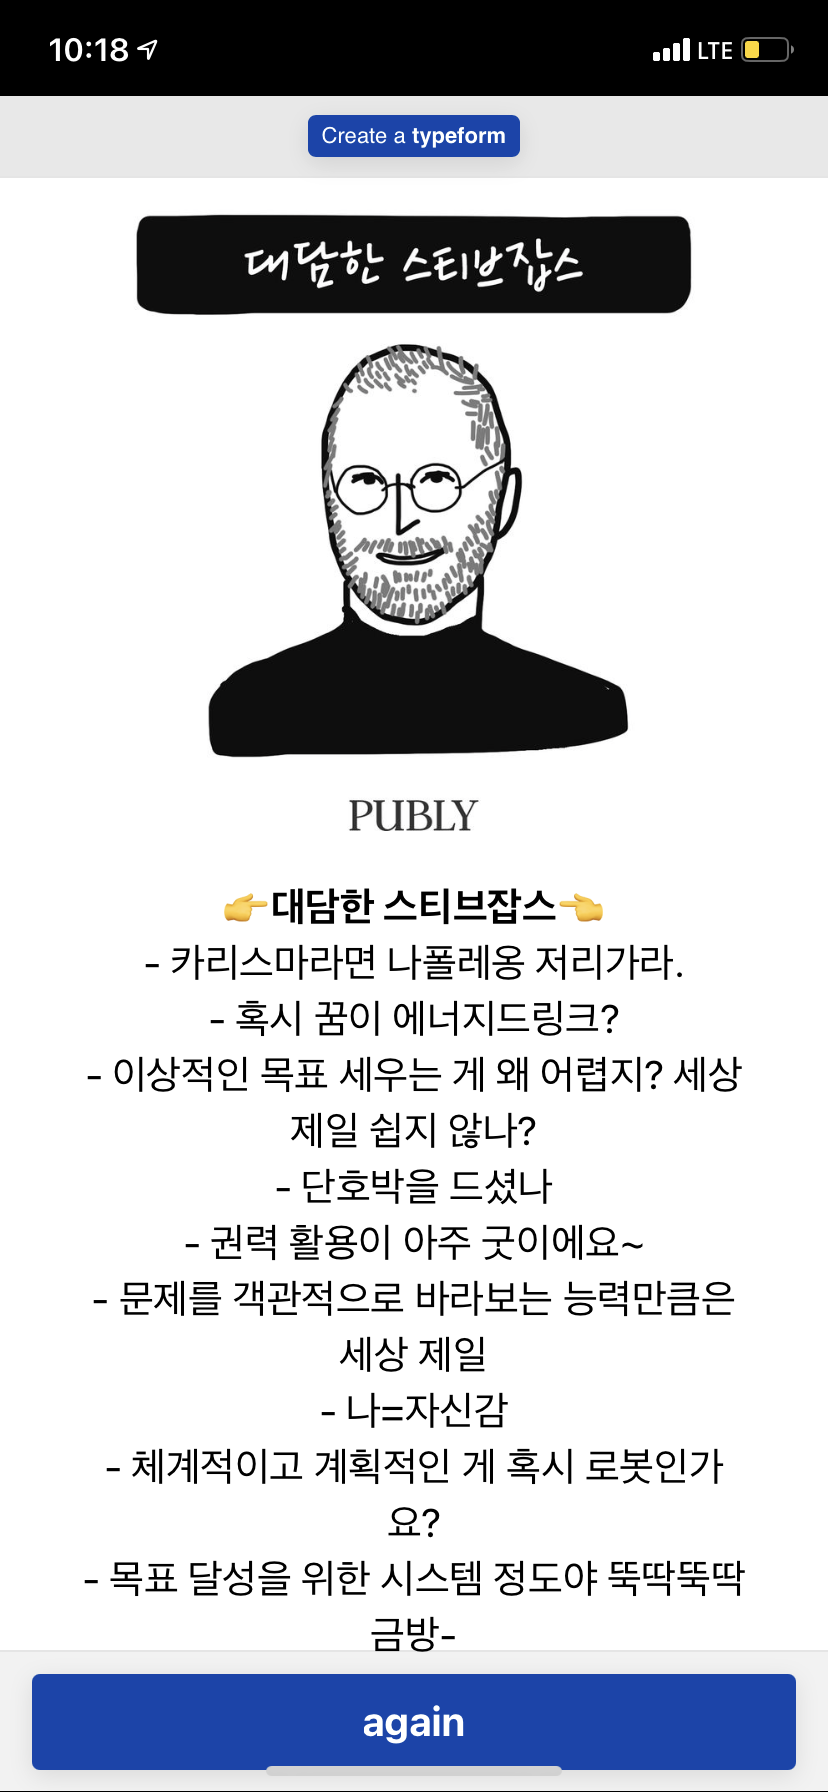 10:18
LTE
Create a typeform
대담한 스티브잡스
PUBLY
👉대담한 스티브잡스👈
- 카리스마라면 나폴레옹 저리가라.
- 혹시 꿈이 에너지드링크?
- 이상적인 목표 세우는 게 왜 어렵지? 세상
제일 쉽지 않나?
- 단호박을 드셨나
- 권력 활용이 아주 굿이에요~
- 문제를 객관적으로 바라보는 능력만큼은
세상 제일
- 나=자신감
- 체계적이고 계획적인 게 혹시 로봇인가
요?
- 목표 달성을 위한 시스템 정도야 뚝딱뚝딱
금방-
again